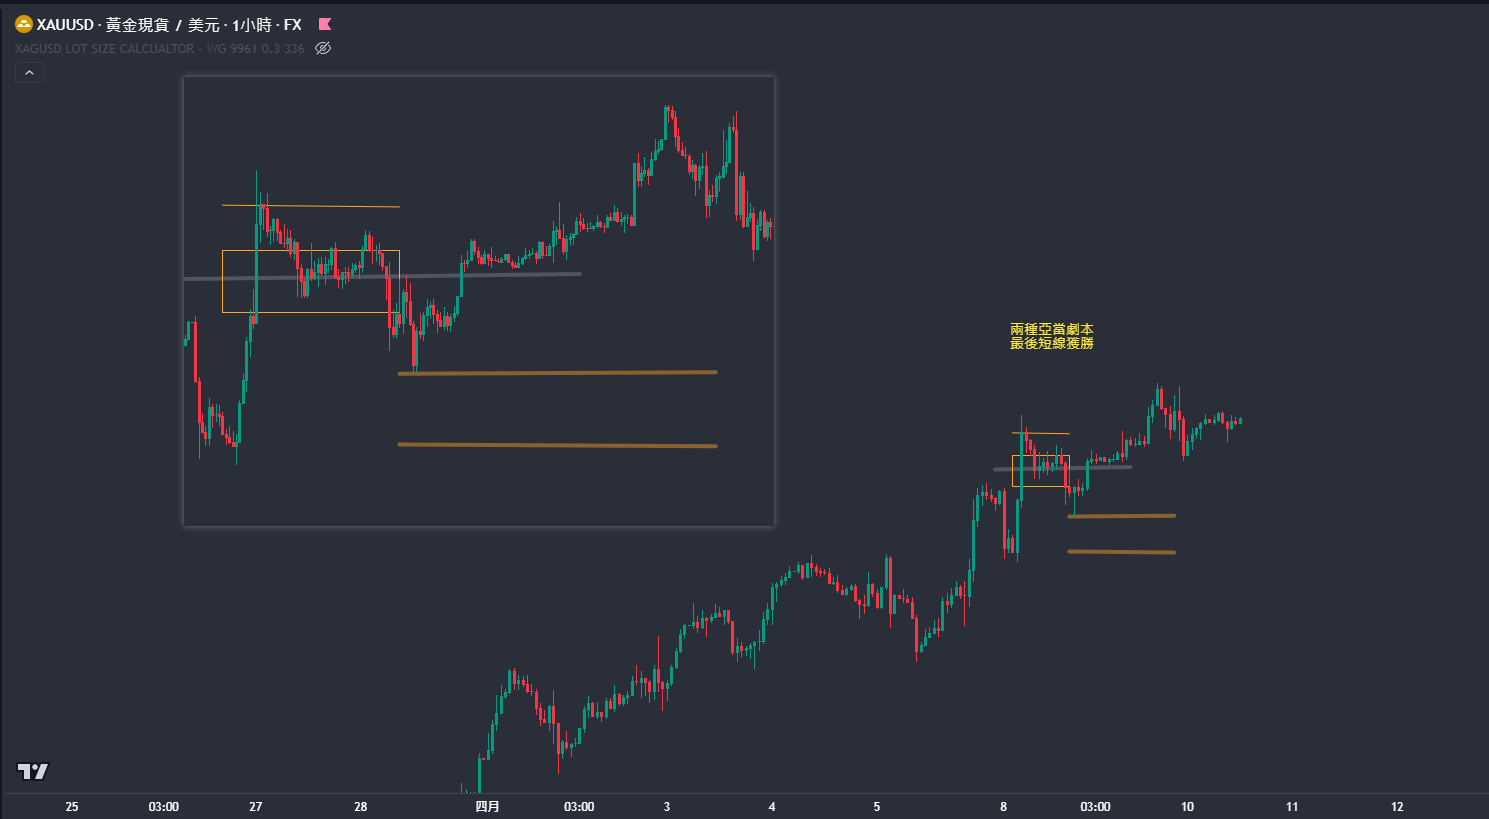 XAUUSD · 黃金現貨 / 美元 · 1小時 · FX
XAGUSD LOT SIZE CALCUALTOR - WG 9961 0.3 336
兩種亞當劇本
最後短線獲勝
25 03:00 27 28 四月 03:00 3 4 5 8 03:00 10 11 12